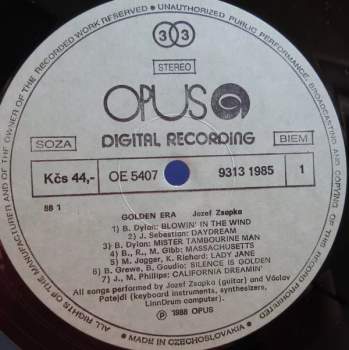 OF THE MANUFACTURER AND OF THE OWNER OF THE RECORDED WORK RESERVED • UNAUTHORIZED PUBLIC PERFORMANCE, BROADCASTING AND COPYING
33
STEREO
OPUS
SOZA
DIGITAL RECORDING
BIEM
Kčs 44,-
OE 5407
9313 1985
1
88 1
GOLDEN ERA Jozef Zsapka
1) B. Dylan: BLOWIN' IN THE WIND
2) J. Sebastian: DAYDREAM
3) B. Dylan: MISTER TAMBOURINE MAN
4) B., R., M. Gibb: MASSACHUSETTS
5) M. Jagger, K. Richard: LADY JANE
6) B. Grewe, B. Gaudio: SILENCE IS GOLDEN
7) J., M. Phillips: CALIFORNIA DREAMIN'
All songs performed by Jozef Zsapka (guitar) and Václav
Patejdl (keyboard instruments, synthesizers,
LinnDrum computer).
Ⓟ 1988 OPUS
ALL RIGHTS
MADE IN CZECHOSLOVAKIA
RECORD PROHIBITED